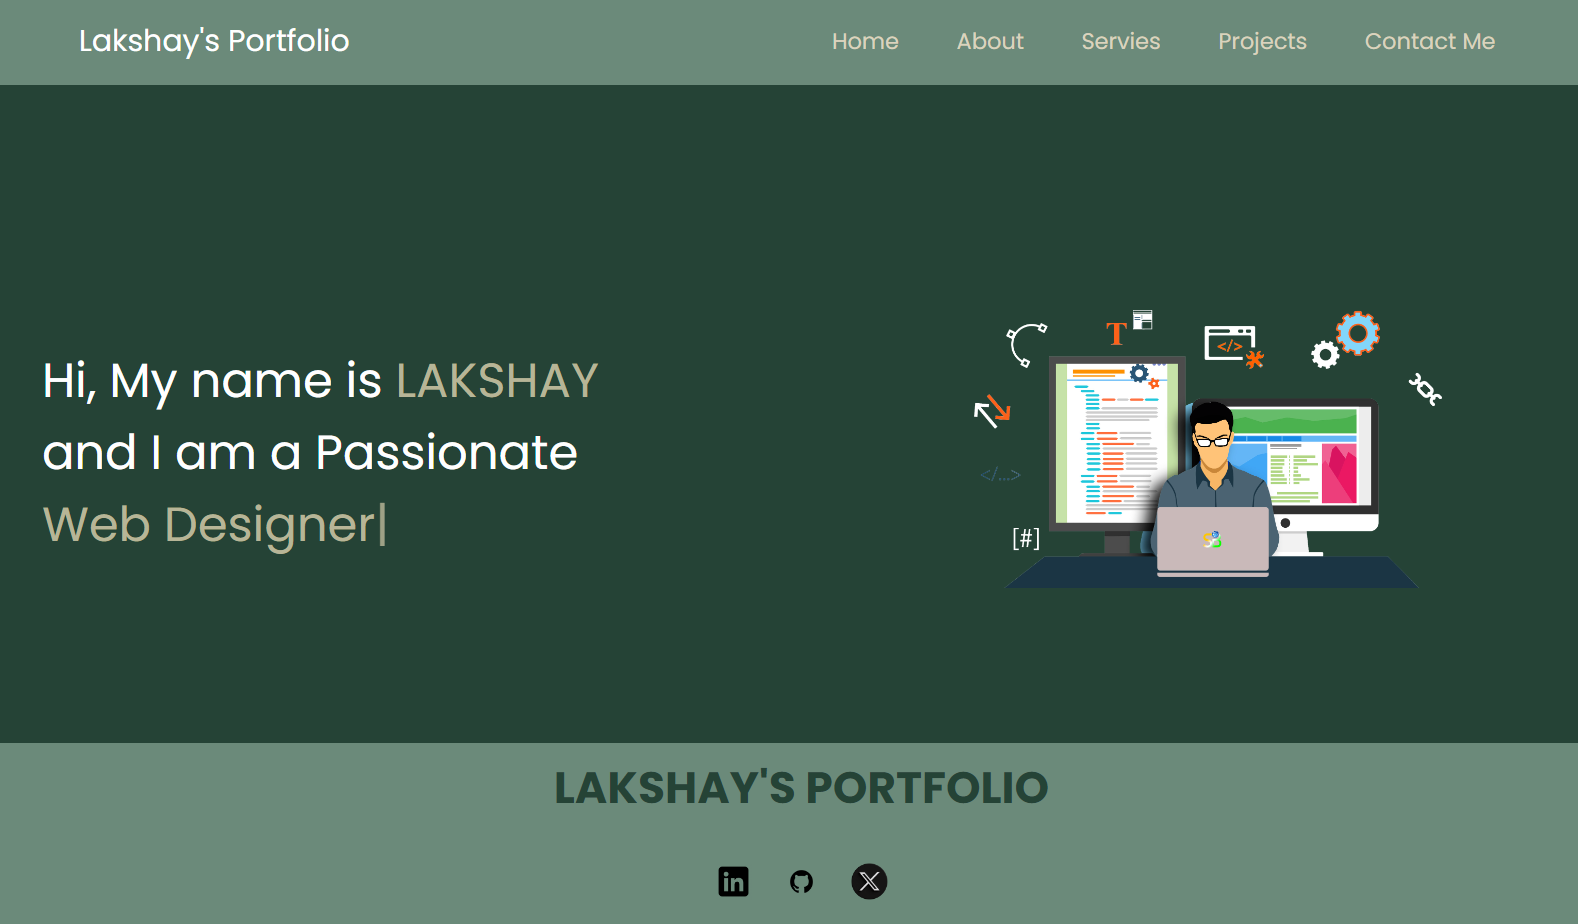 Lakshay's Portfolio
Home About Servies Projects Contact Me
Hi, My name is LAKSHAY
and I am a Passionate
Web Designer|
T
</>
</...>
[#]
LAKSHAY'S PORTFOLIO
in
X